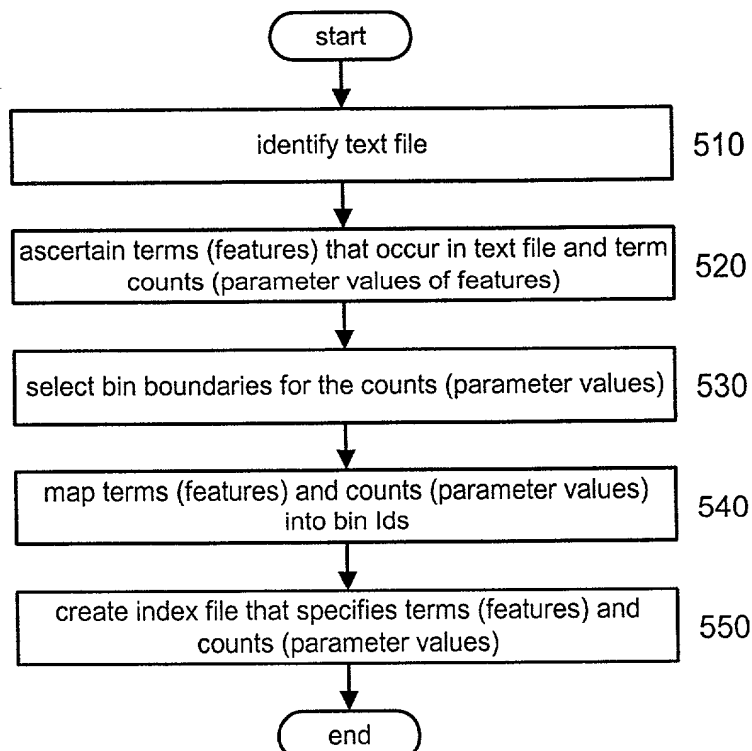 start
identify text file
510
ascertain terms (features) that occur in text file and term
counts (parameter values of features)
520
select bin boundaries for the counts (parameter values)
530
map terms (features) and counts (parameter values)
into bin Ids
540
create index file that specifies terms (features) and
counts (parameter values)
550
end